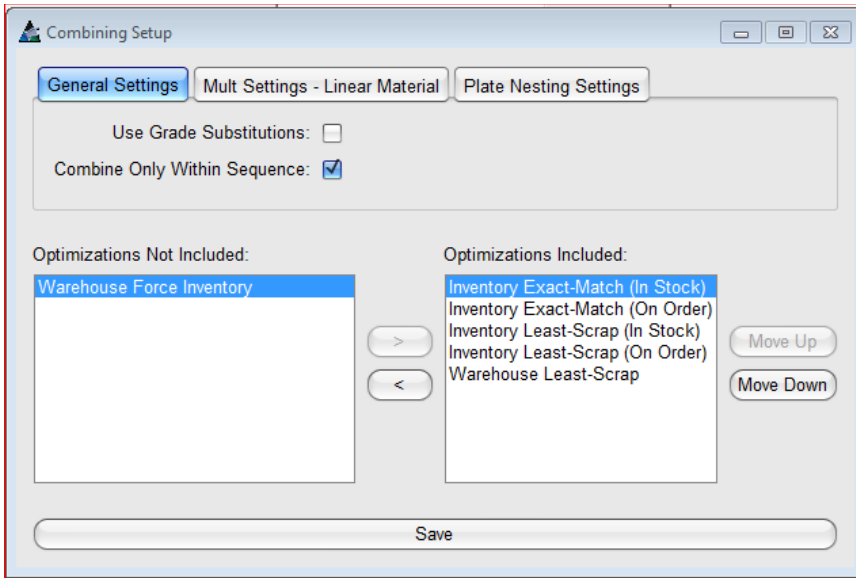 Combining Setup
General Settings
Mult Settings - Linear Material
Plate Nesting Settings
Use Grade Substitutions:
Combine Only Within Sequence:
Optimizations Not Included:
Warehouse Force Inventory
>
<
Optimizations Included:
Inventory Exact-Match (In Stock)
Inventory Exact-Match (On Order)
Inventory Least-Scrap (In Stock)
Inventory Least-Scrap (On Order)
Warehouse Least-Scrap
Move Up
Move Down
Save